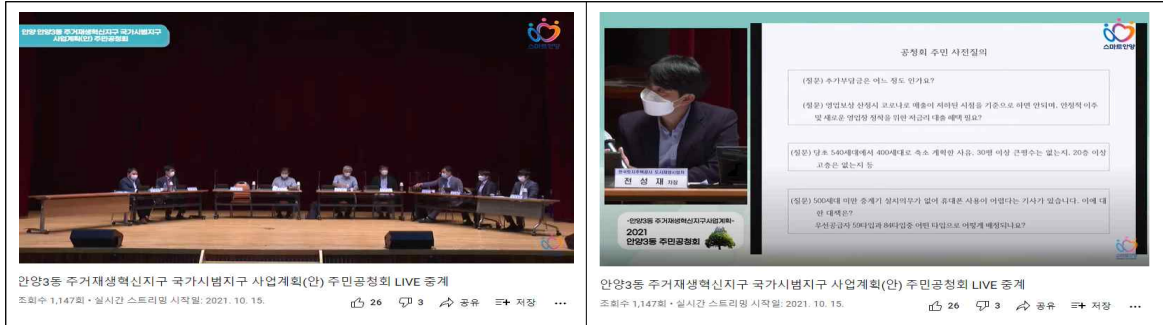 안양 안양3동 주거재생혁신지구 국가시범지구
사업계획(안) 주민공청회
스마트안양
안양3동 주거재생혁신지구 국가시범지구 사업계획(안) 주민공청회 LIVE 중계
조회수 1,147회 • 실시간 스트리밍 시작일: 2021. 10. 15.
26 3 공유 저장 ...
스마트안양
공청회 주민 사전질의
(질문) 추가부담금은 어느 정도 인가요?
(질문) 영업보상 산정시 코로나로 매출이 저하된 시점을 기준으로 하면 안되며, 안정적 이주
및 새로운 영업장 정착을 위한 저금리 대출 혜택 필요?
(질문) 당초 540세대에서 400세대로 축소 계획한 사유, 30평 이상 큰평수는 없는지, 20층 이상
고층은 없는지 등
(질문) 500세대 미만 중계기 설치의무가 없어 휴대폰 사용이 어렵다는 기사가 있습니다. 이에 대
한 대책은?
우선공급자 59타입과 84타입중 어떤 타입으로 어떻게 배정되나요?
전 성 재 차장
-안양3동 주거재생혁신지구사업계획-
2021
안양3동 주민공청회
안양3동 주거재생혁신지구 국가시범지구 사업계획(안) 주민공청회 LIVE 중계
조회수 1,147회 • 실시간 스트리밍 시작일: 2021. 10. 15.
26 3 공유 저장 ...